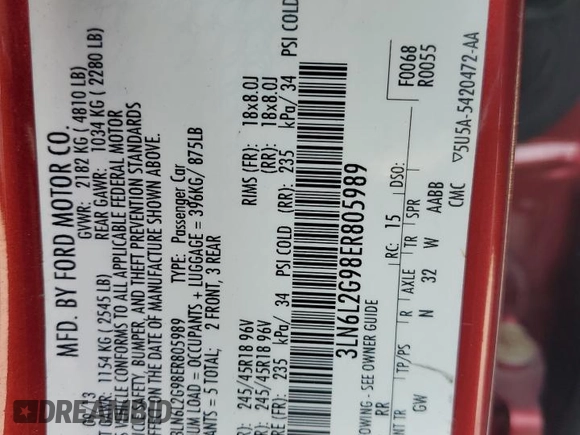 MFD. BY FORD MOTOR CO.
GVWR: 2182 KG ( 4810 LB)
1154 KG ( 2545 LB) REAR GAWR: 1034 KG ( 2280 LB)
VEHICLE CONFORMS TO ALL APPLICABLE FEDERAL MOTOR
SAFETY, BUMPER, AND THEFT PREVENTION STANDARDS
EFFECT ON THE DATE OF MANUFACTURE SHOWN ABOVE.
3LN6L2G98ER805989 TYPE: Passenger Car
LOAD = OCCUPANTS + LUGGAGE = 396KG/ 875LB
= 5 TOTAL: 2 FRONT, 3 REAR
245/45R18 96V RIMS (FR): 18x8.0J
245/45R18 96V (RR): 18x8.0J
(FR): 235 kPa/ 34 PSI COLD (RR): 235 kPa/ 34 PSI COLD
3LN6L2G98ER805989
SEE OWNER GUIDE
F0068
RR RC: 15 DSO: R0055
TR TP/PS R AXLE TR SPR
GW N 32 W AABB
CMC ▽5U5A-5420472-AA
DREAMBID